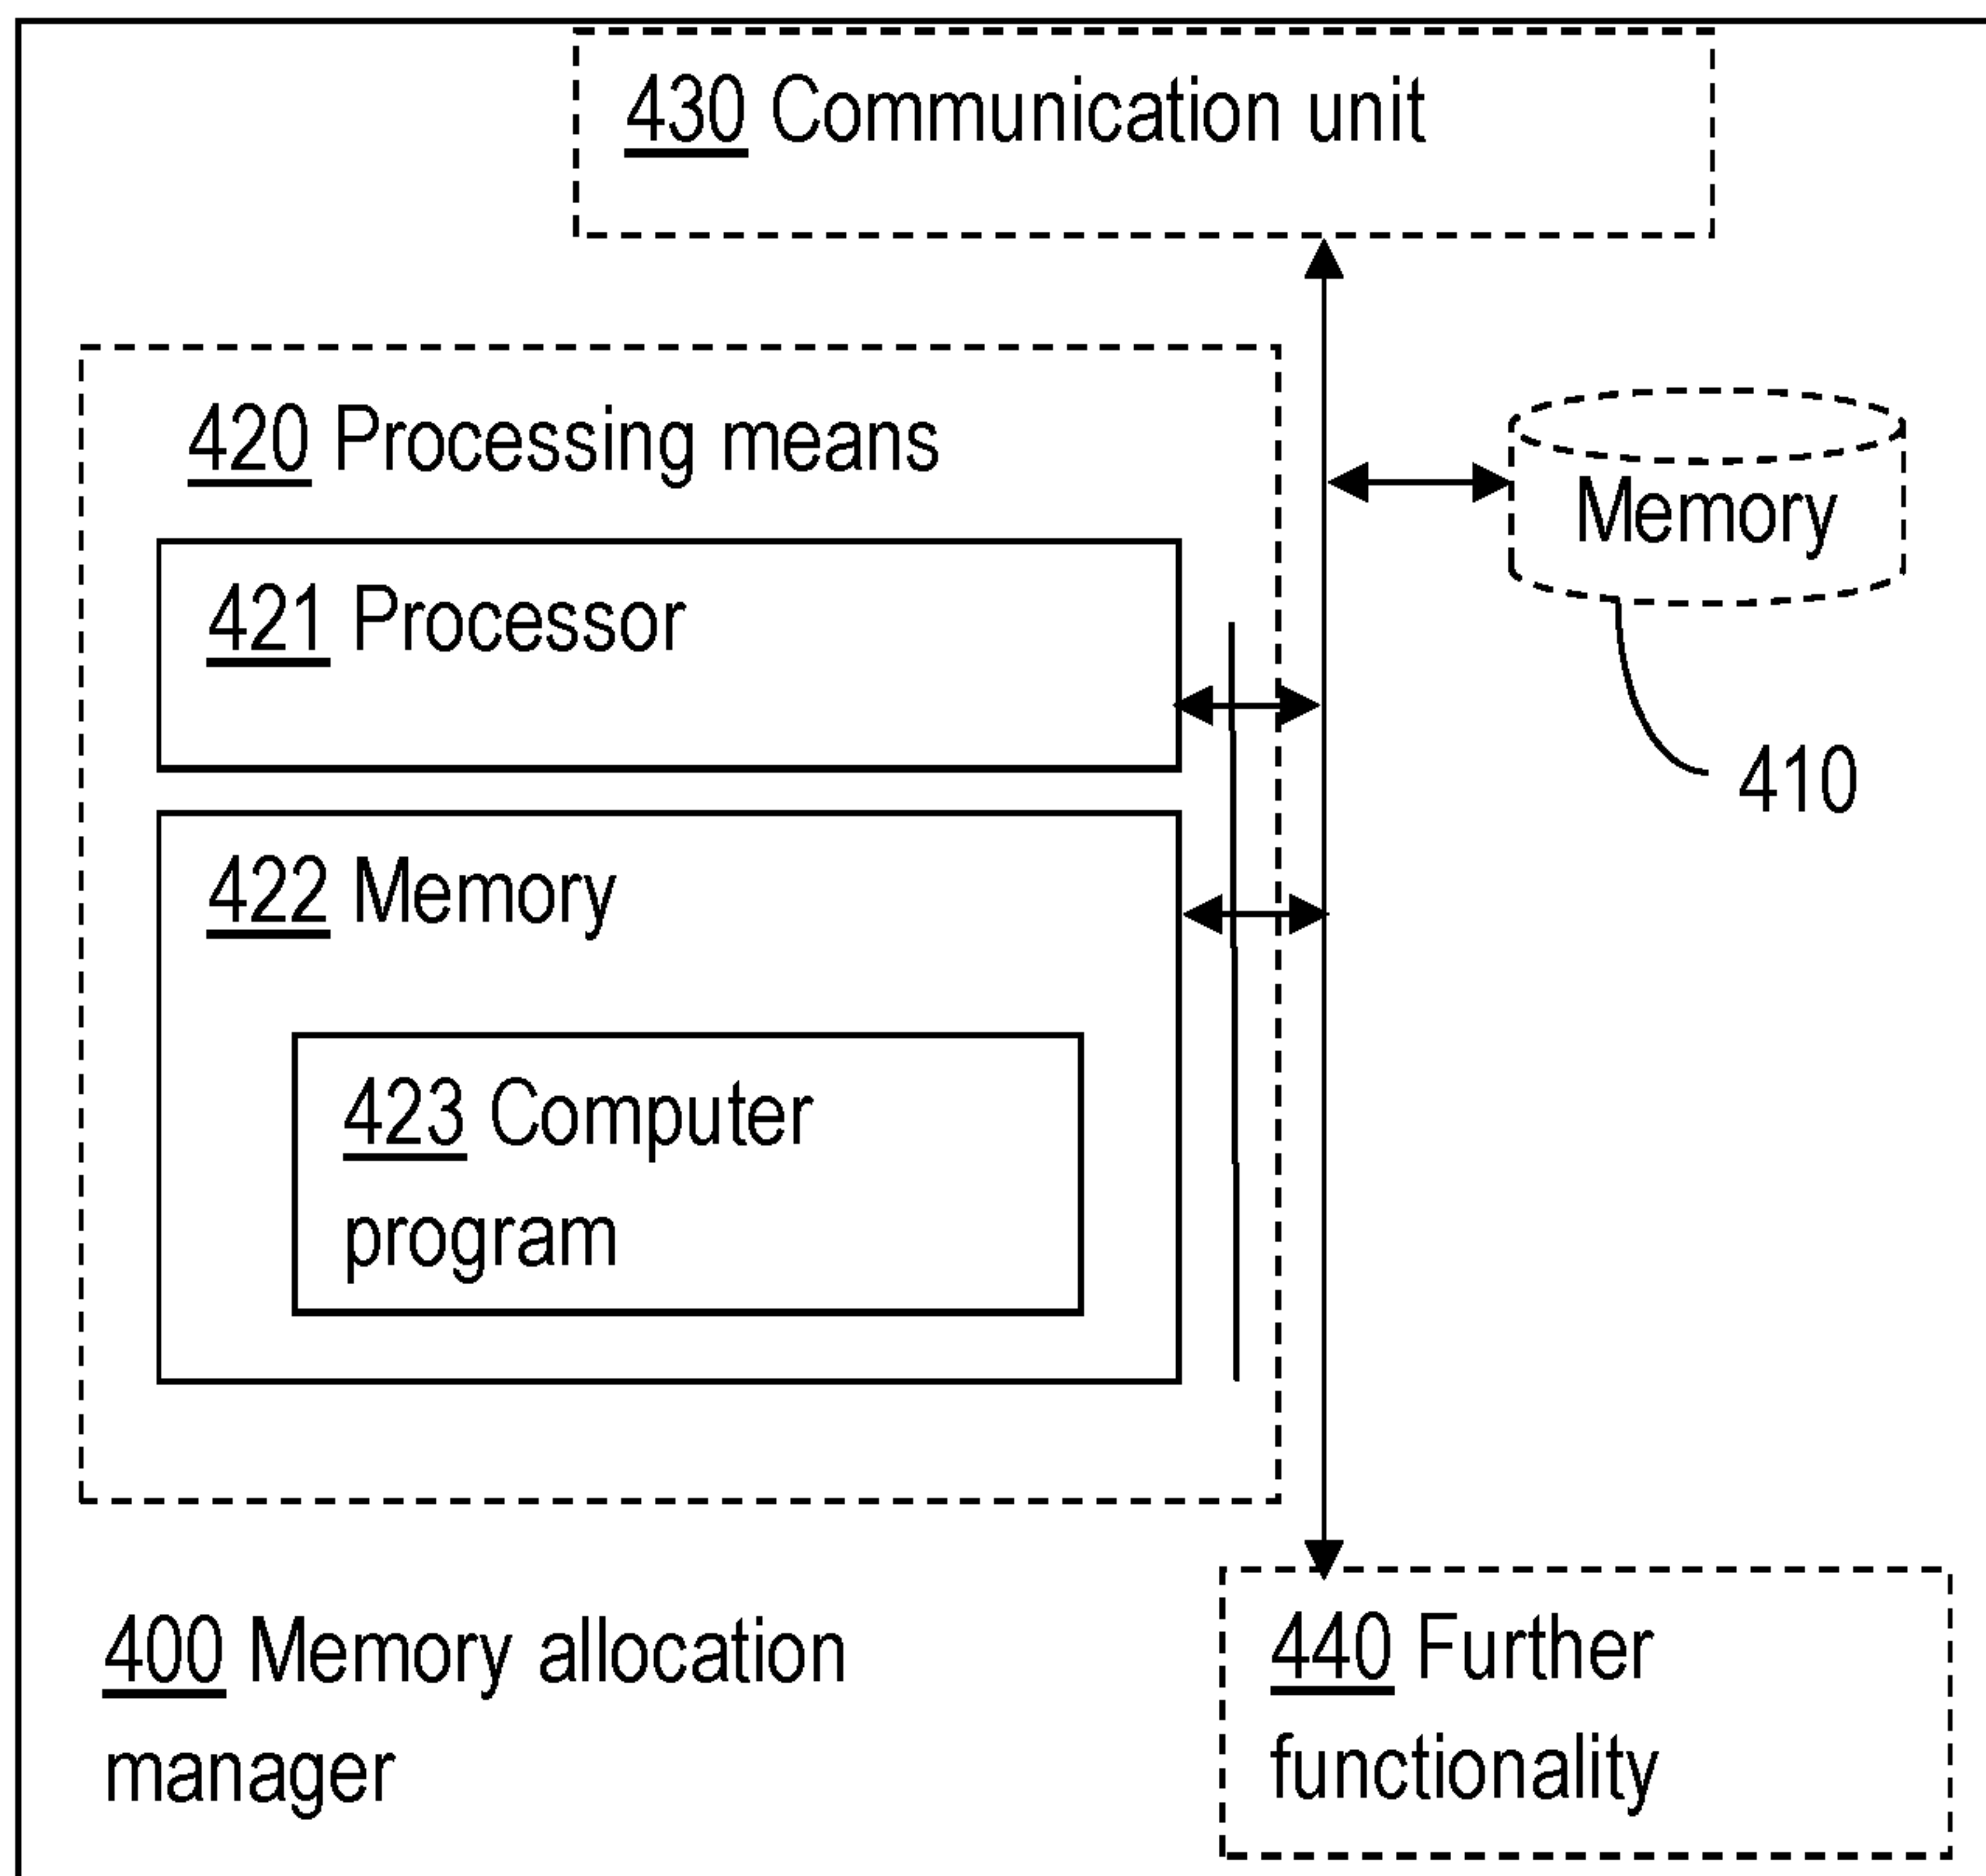 430 Communication unit
420 Processing means
Memory
421 Processor
410
422 Memory
423 Computer
program
400 Memory allocation
manager
440 Further
functionality